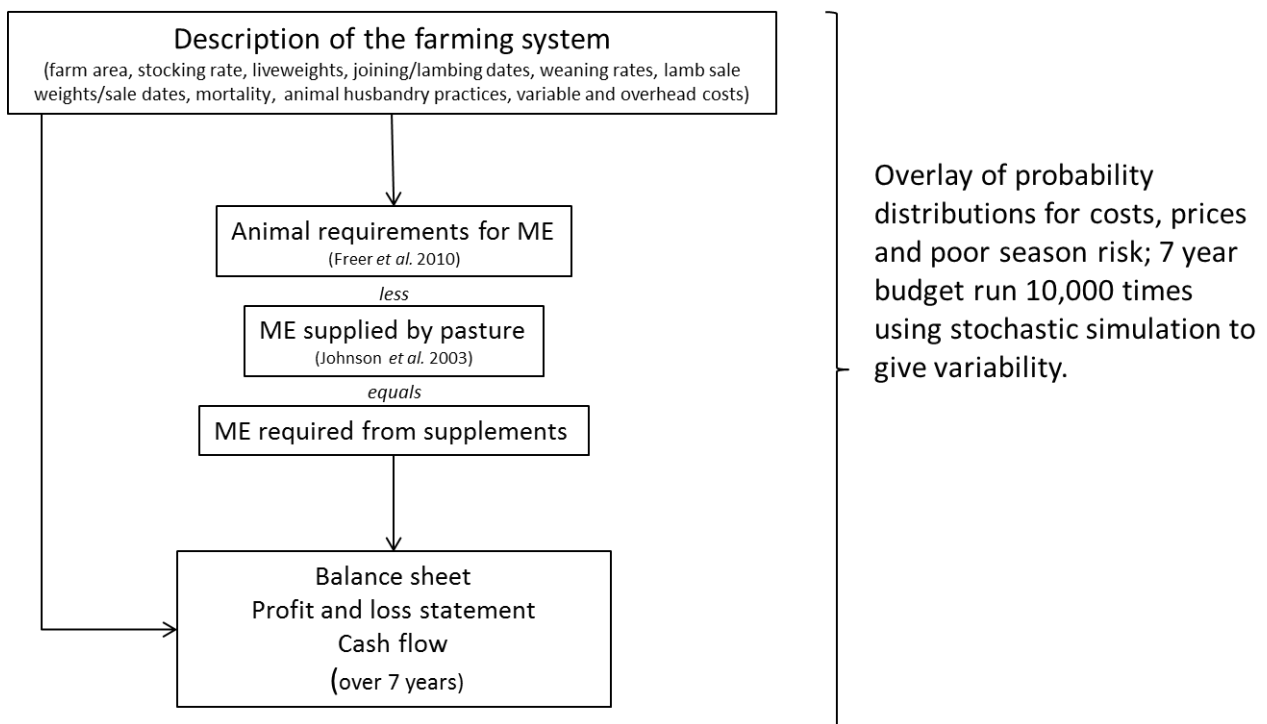 Description of the farming system
(farm area, stocking rate, liveweights, joining/lambing dates, weaning rates, lamb sale
weights/sale dates, mortality, animal husbandry practices, variable and overhead costs)
Animal requirements for ME
(Freer et al. 2010)
less
ME supplied by pasture
(Johnson et al. 2003)
equals
ME required from supplements
Balance sheet
Profit and loss statement
Cash flow
(over 7 years)
Overlay of probability
distributions for costs, prices
and poor season risk; 7 year
budget run 10,000 times
using stochastic simulation to
give variability.